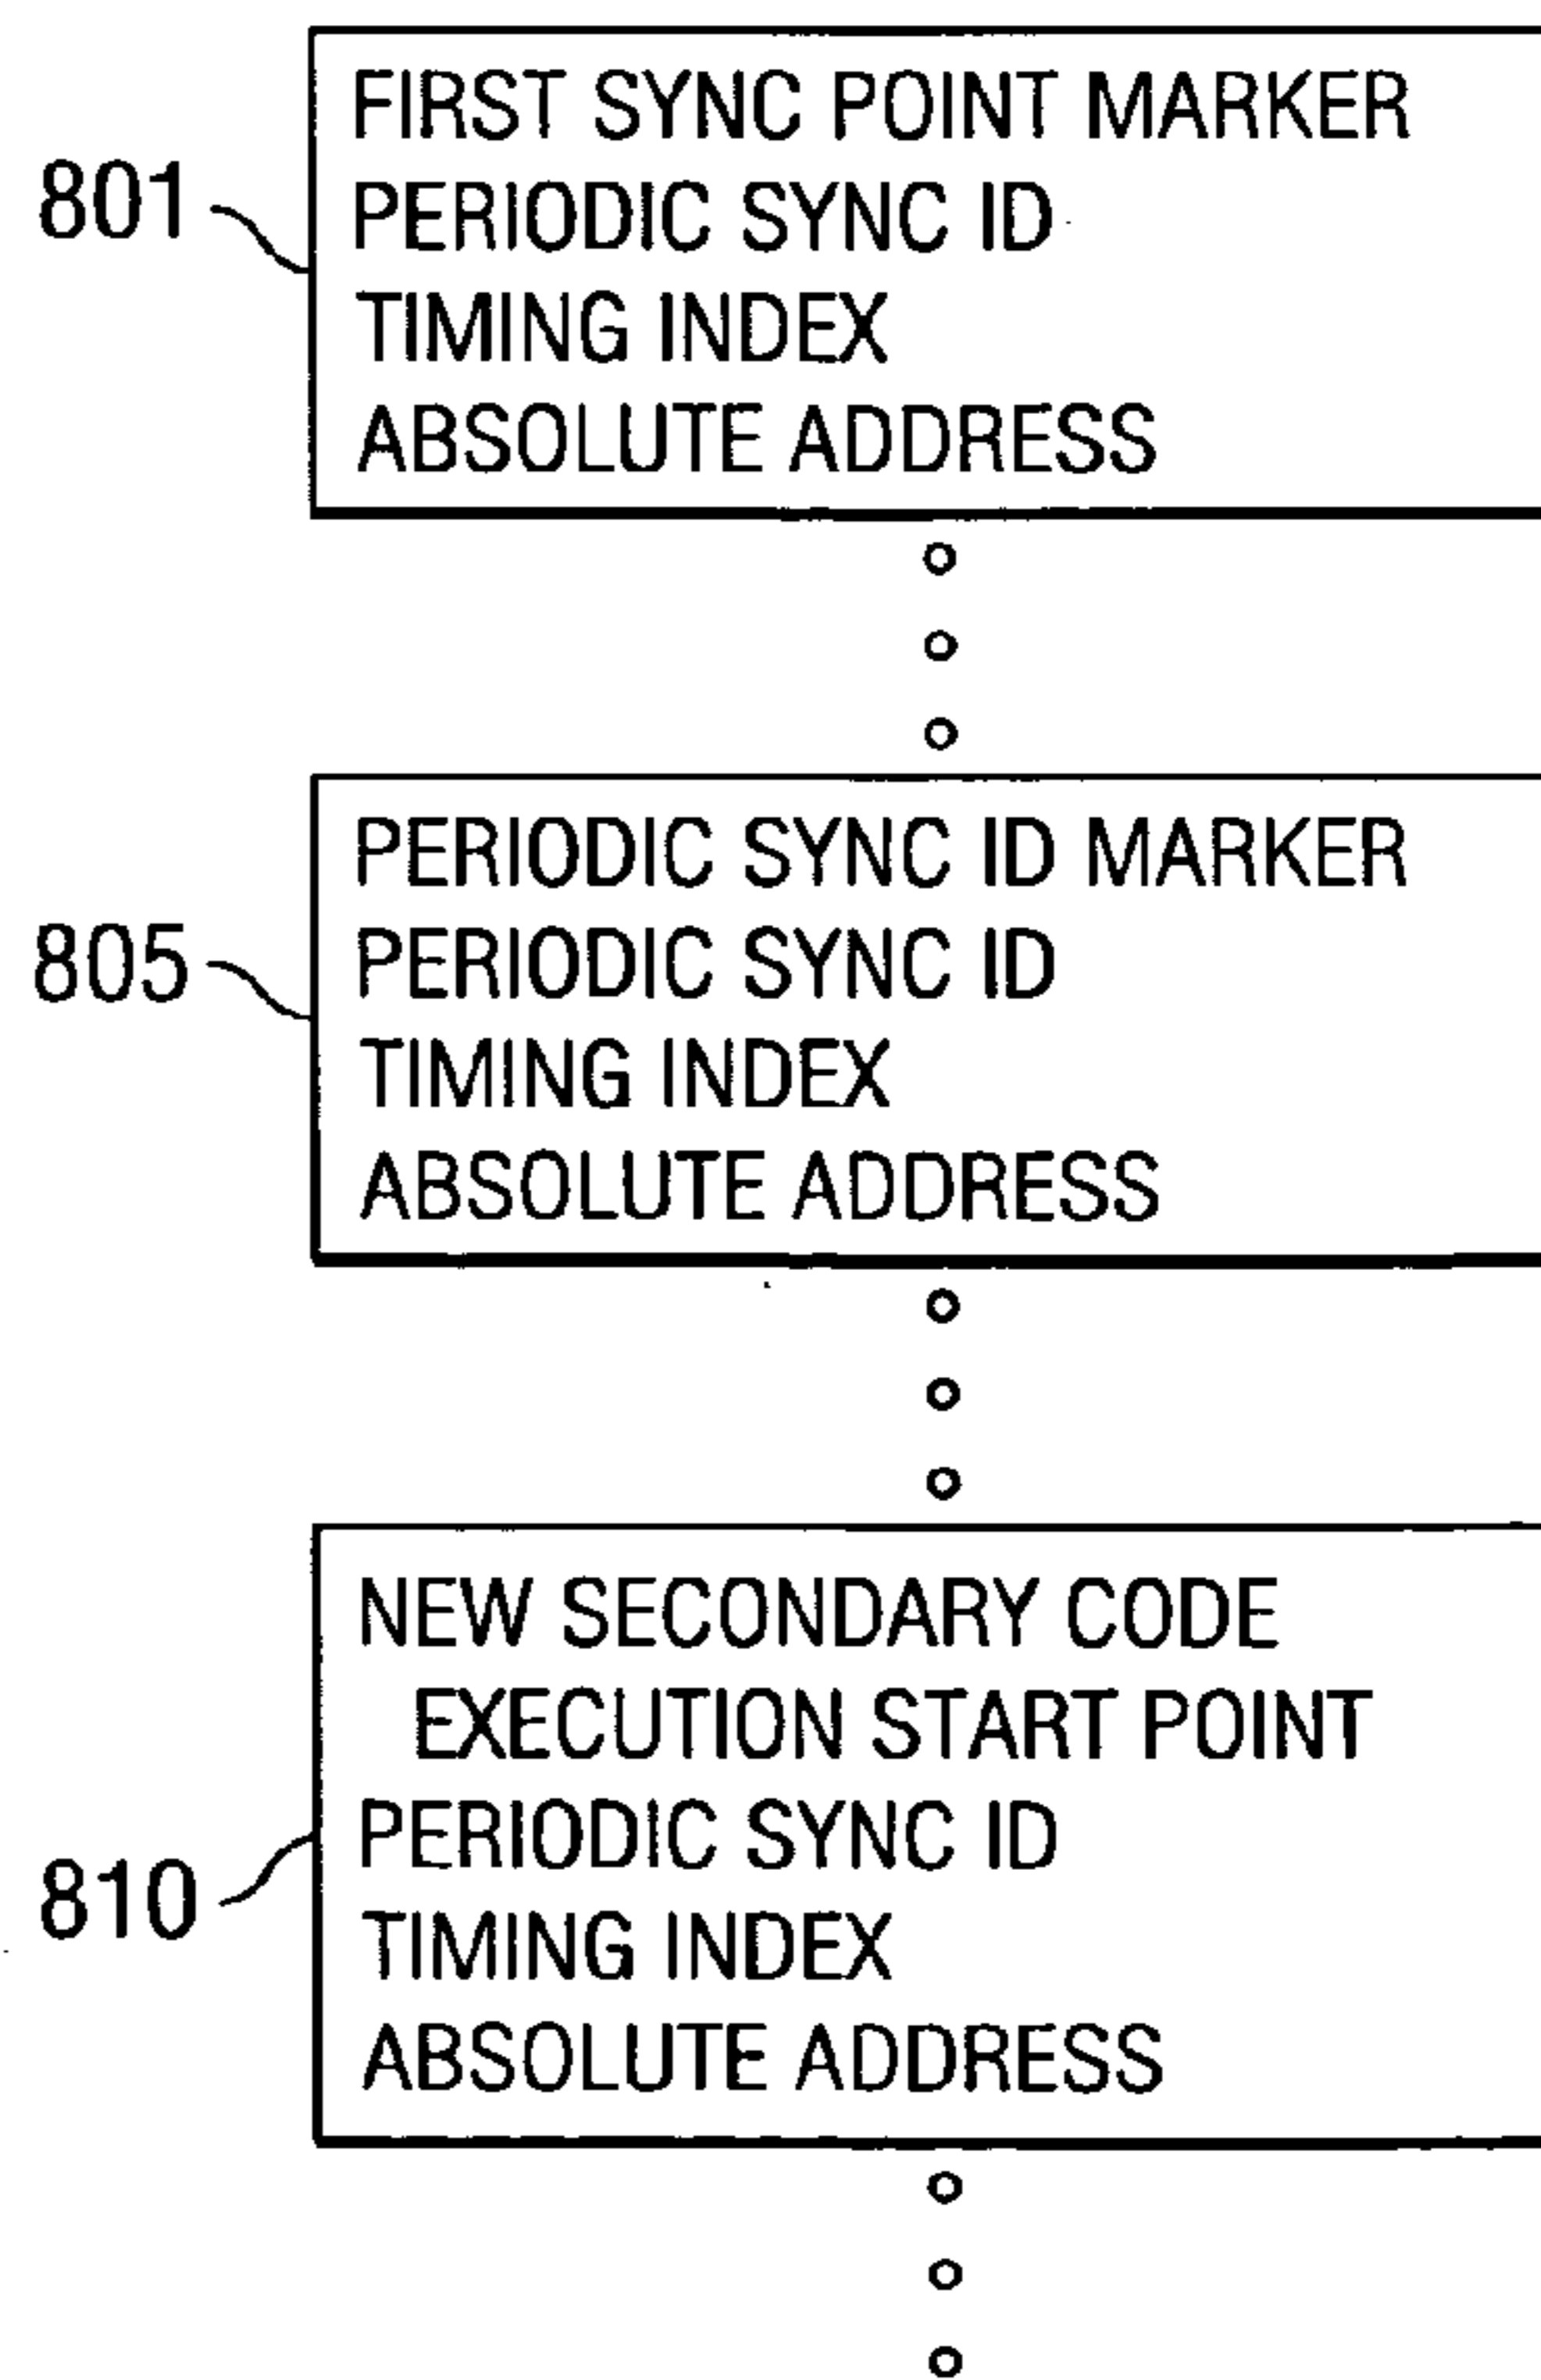 FIRST SYNC POINT MARKER
801
PERIODIC SYNC ID
TIMING INDEX
ABSOLUTE ADDRESS
PERIODIC SYNC ID MARKER
805
PERIODIC SYNC ID
TIMING INDEX
ABSOLUTE ADDRESS
NEW SECONDARY CODE
EXECUTION START POINT
PERIODIC SYNC ID
810
TIMING INDEX
ABSOLUTE ADDRESS